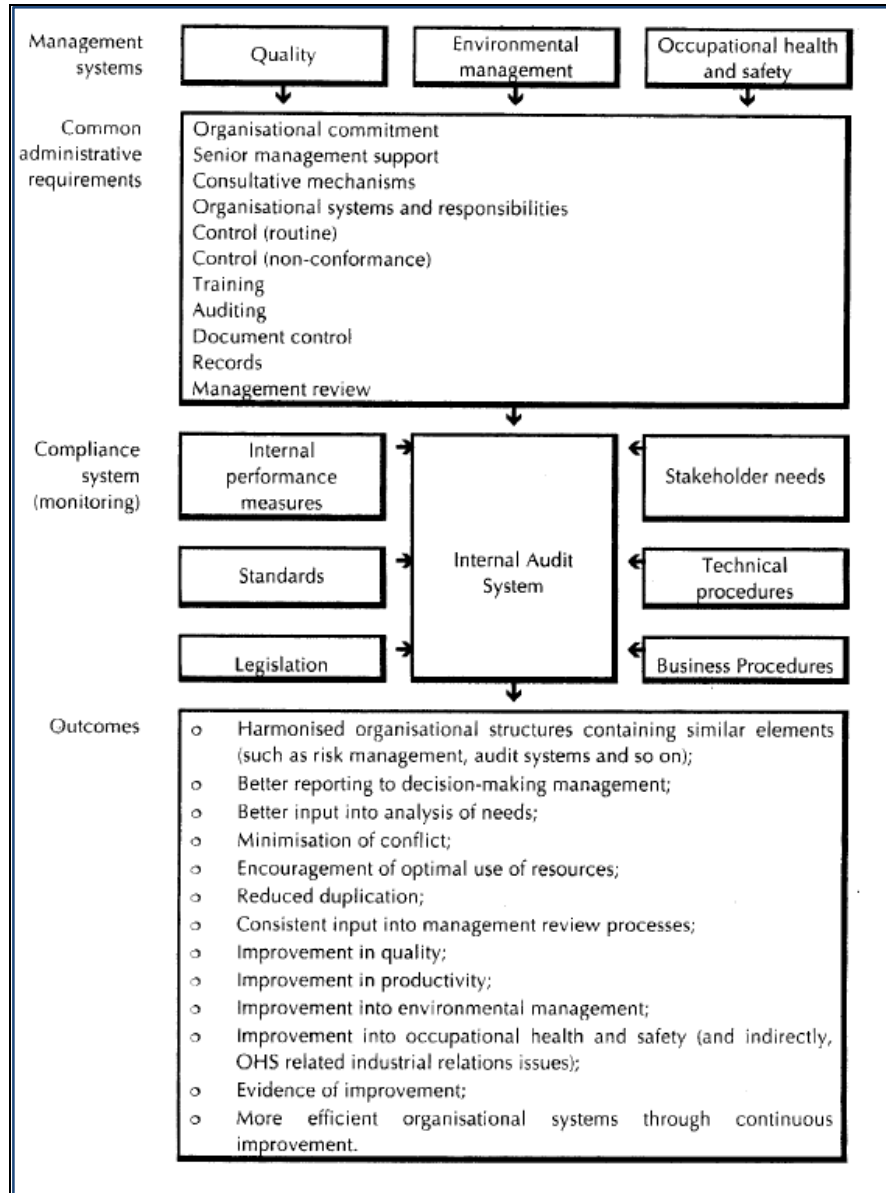 Management
systems
Quality
Environmental
management
Occupational health
and safety
Common
administrative
requirements
Organisational commitment
Senior management support
Consultative mechanisms
Organisational systems and responsibilities
Control (routine)
Control (non-conformance)
Training
Auditing
Document control
Records
Management review
Compliance
system
(monitoring)
Internal
performance
measures
Standards
Legislation
Internal Audit
System
Stakeholder needs
Technical
procedures
Business Procedures
Outcomes
Harmonised organisational structures containing similar elements
(such as risk management, audit systems and so on);
Better reporting to decision-making management;
Better input into analysis of needs;
Minimisation of conflict;
Encouragement of optimal use of resources;
Reduced duplication;
Consistent input into management review processes;
Improvement in quality;
Improvement in productivity;
Improvement into environmental management;
Improvement into occupational health and safety (and indirectly,
OHS related industrial relations issues);
Evidence of improvement;
More efficient organisational systems through continuous
improvement.